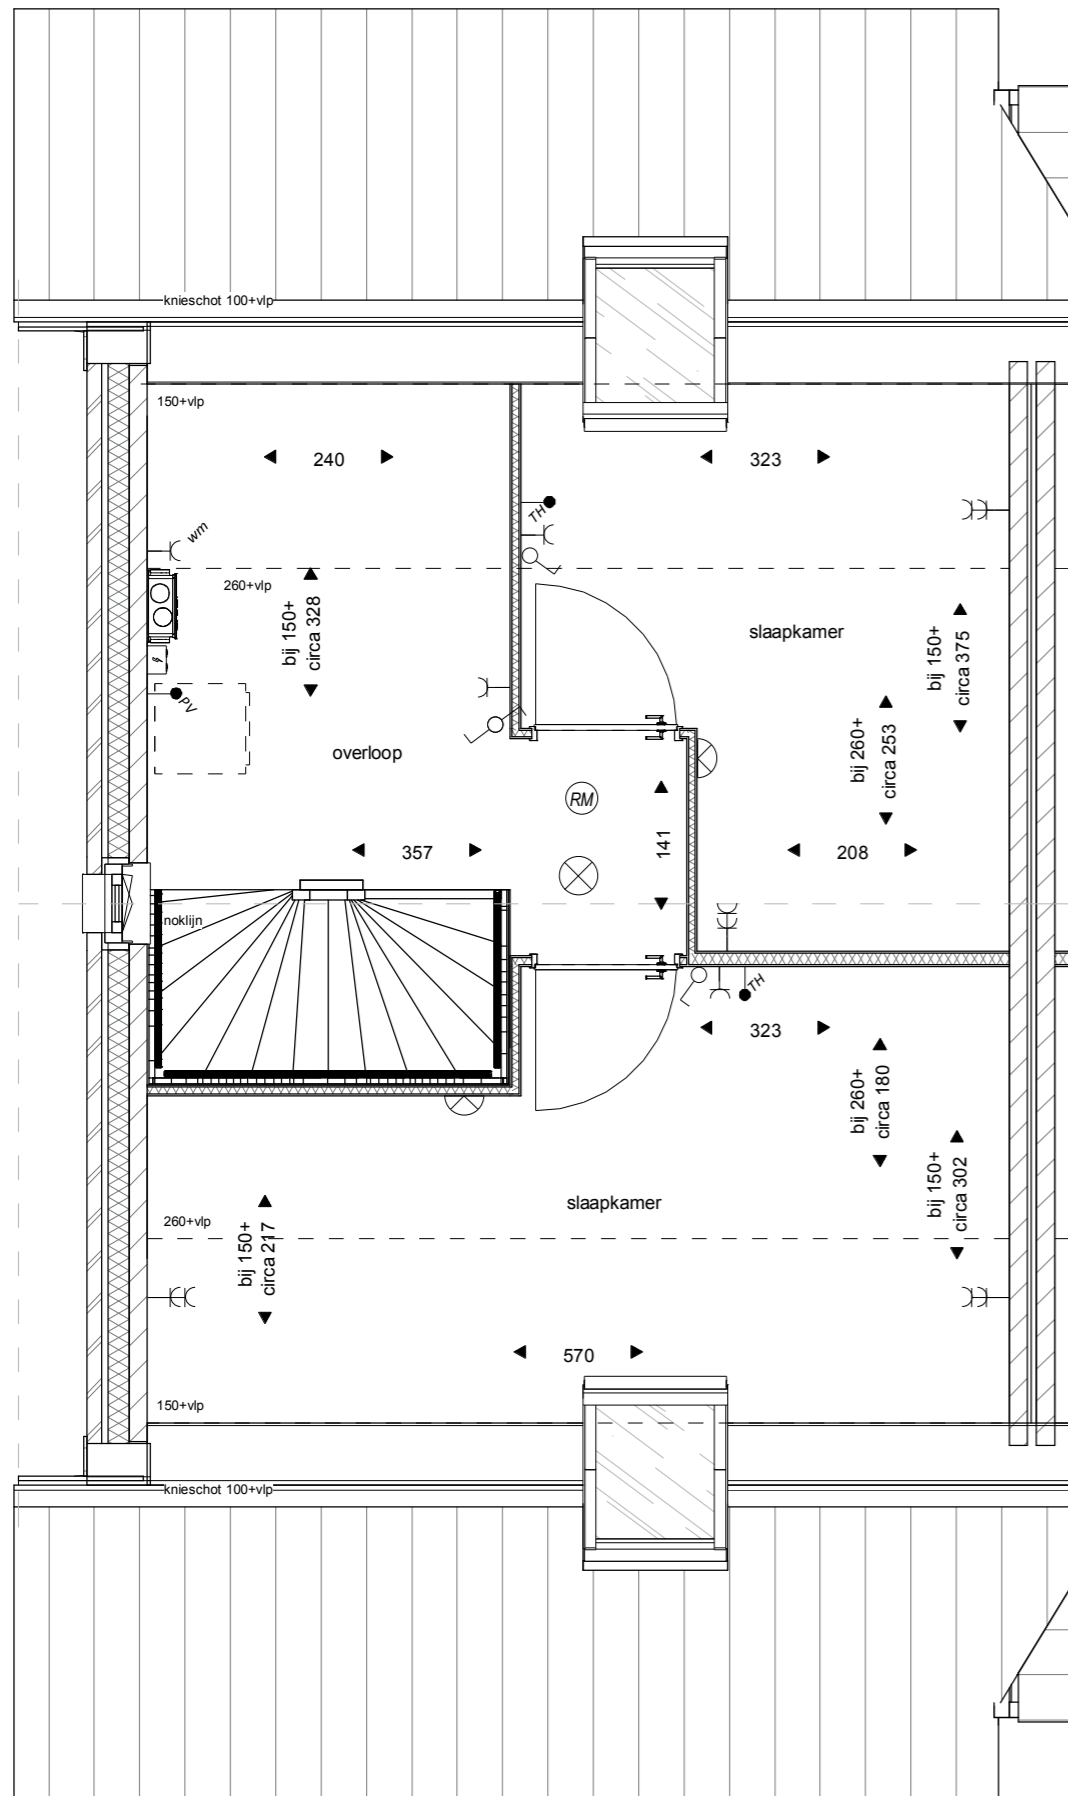 knieschot 100+vlp
150+vlp
240
323
TH
wm
260+vlp
bij 150+
circa 328
slaapkamer
bij 150+
circa 375
PV
bij 260+
circa 253
overloop
RM
141
357
208
noklijn
TH
323
bij 260+
circa 180
bij 150+
circa 302
slaapkamer
260+vlp
bij 150+
circa 217
570
150+vlp
knieschot 100+vlp